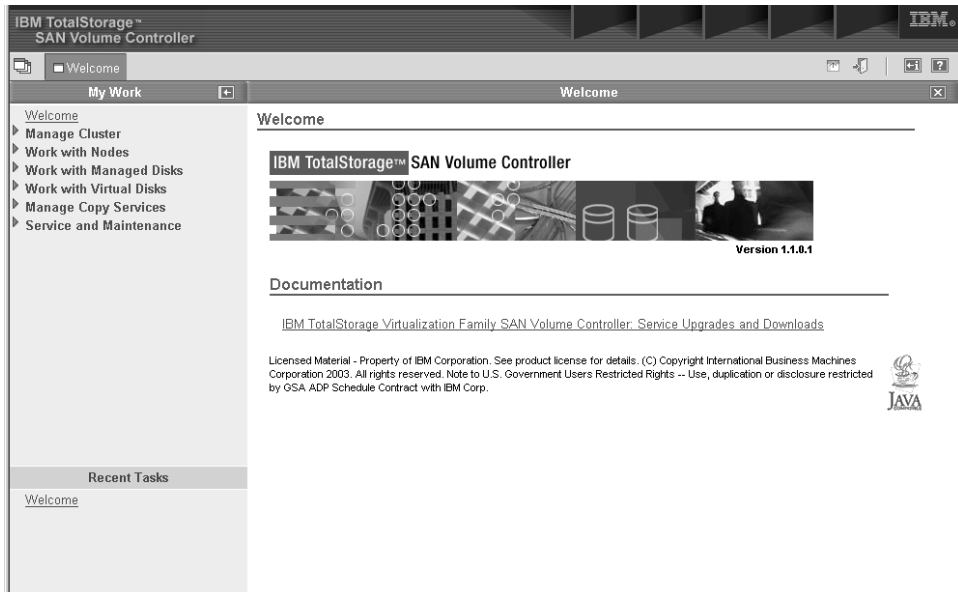 IBM TotalStorage™
SAN Volume Controller
IBM®
Welcome
My Work
Welcome
Welcome
Manage Cluster
Work with Nodes
Work with Managed Disks
Work with Virtual Disks
Manage Copy Services
Service and Maintenance
Welcome
IBM TotalStorage™ SAN Volume Controller
Version 1.1.0.1
Documentation
IBM TotalStorage Virtualization Family SAN Volume Controller: Service Upgrades and Downloads
Licensed Material - Property of IBM Corporation. See product license for details. (C) Copyright International Business Machines
Corporation 2003. All rights reserved. Note to U.S. Government Users Restricted Rights -- Use, duplication or disclosure restricted
by GSA ADP Schedule Contract with IBM Corp.
JAVA
Recent Tasks
Welcome